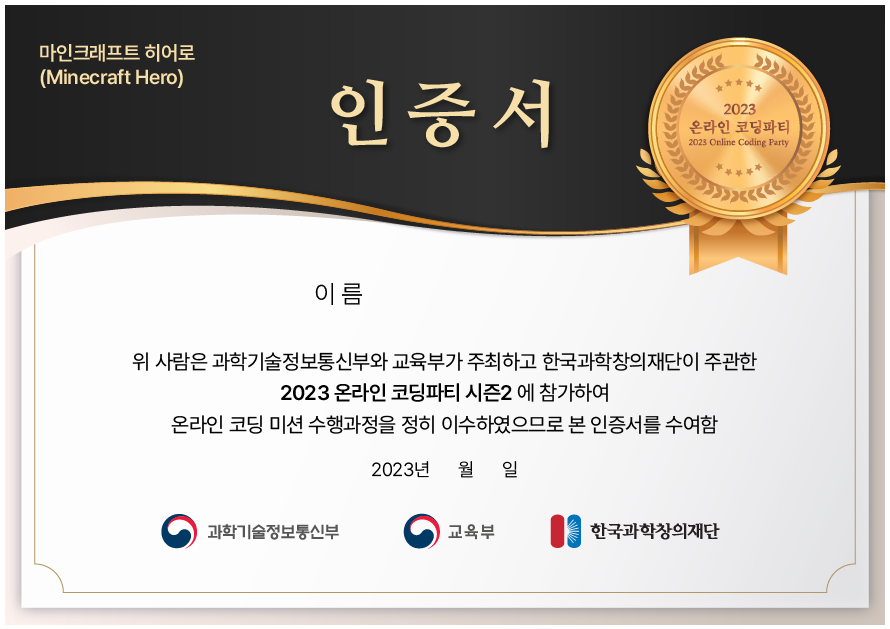 마인크래프트 히어로
(Minecraft Hero)
인증서
2023
온라인 코딩파티
2023 Online Coding Party
이 름
위 사람은 과학기술정보통신부와 교육부가 주최하고 한국과학창의재단이 주관한
2023 온라인 코딩파티 시즌2 에 참가하여
온라인 코딩 미션 수행과정을 정히 이수하였으므로 본 인증서를 수여함
2023년 월 일
과학기술정보통신부 교육부 한국과학창의재단